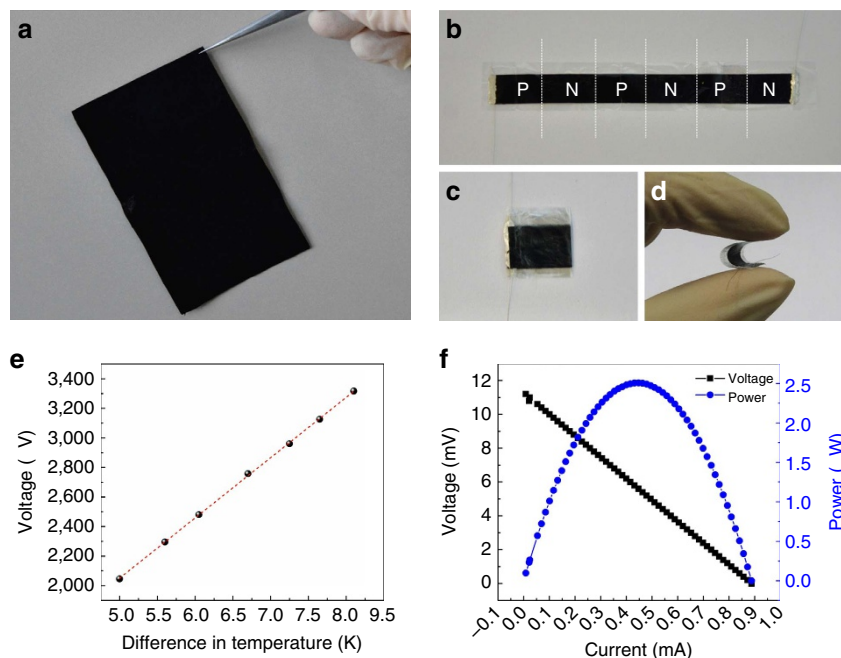 a
b
P N P N P N
c
d
e
3,400
3,200
3,000
2,800
2,600
2,400
2,200
2,000
Voltage ( V)
5.0 5.5 6.0 6.5 7.0 7.5 8.0 9.5
Difference in temperature (K)
f
12
10
8
6
4
2
0
Voltage (mV)
Voltage
Power
2.5
2.0
1.5
1.0
0.5
0.0
Power ( W)
–0.1 0.0 0.1 0.2 0.3 0.4 0.5 0.6 0.7 0.8 0.9 1.0
Current (mA)